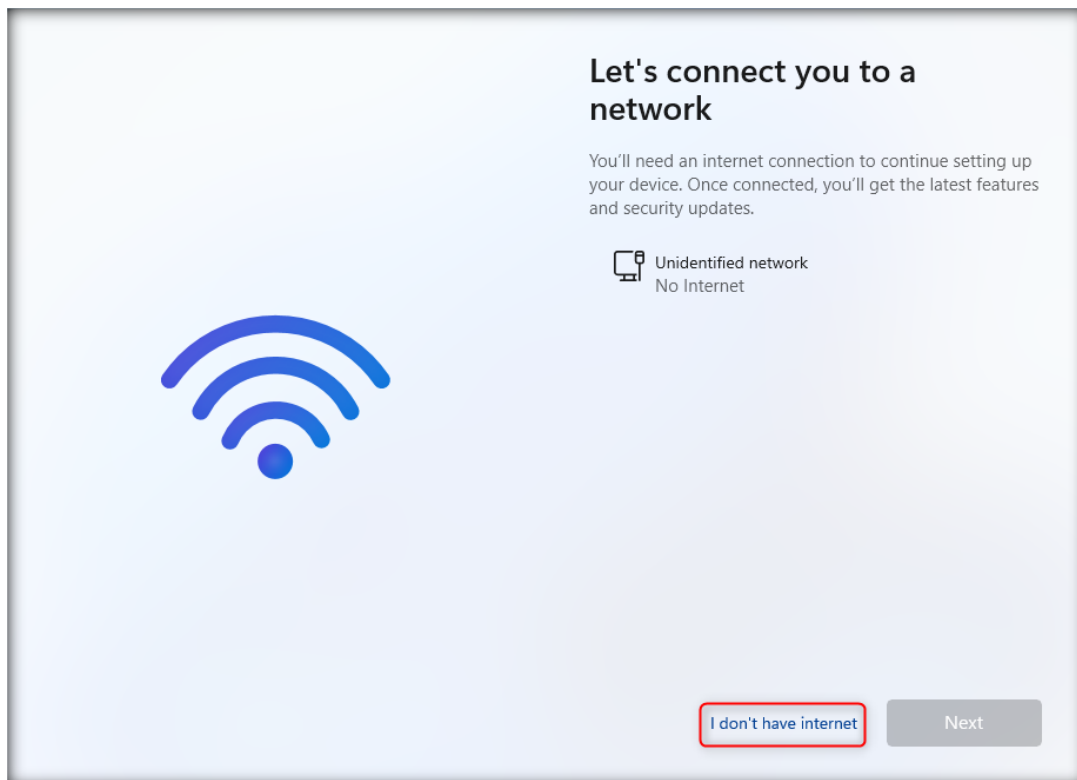 Let's connect you to a
network
You’ll need an internet connection to continue setting up
your device. Once connected, you’ll get the latest features
and security updates.
Unidentified network
No Internet
I don't have internet
Next